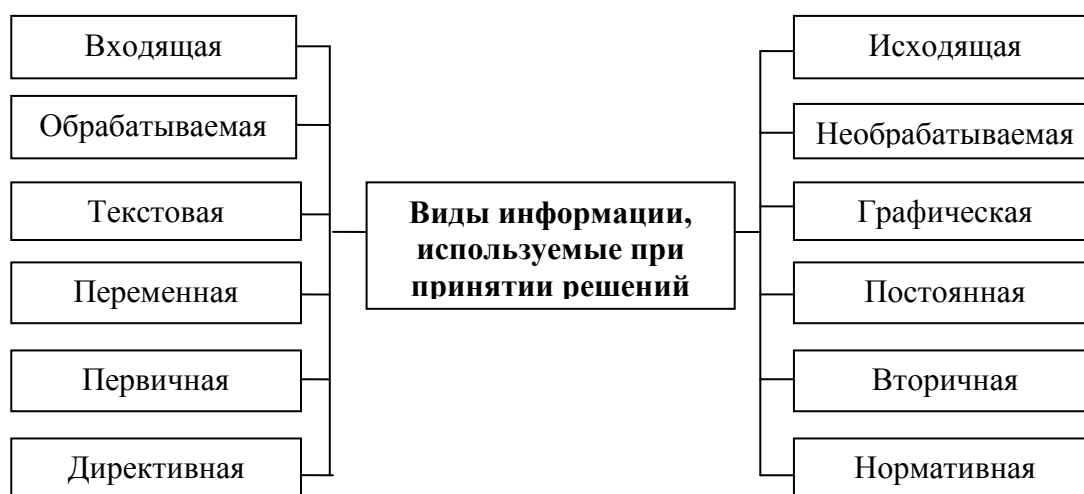 Входящая
Исходящая
Обрабатываемая
Необрабатываемая
Текстовая
Виды информации,
используемые при
принятии решений
Графическая
Переменная
Постоянная
Первичная
Вторичная
Директивная
Нормативная